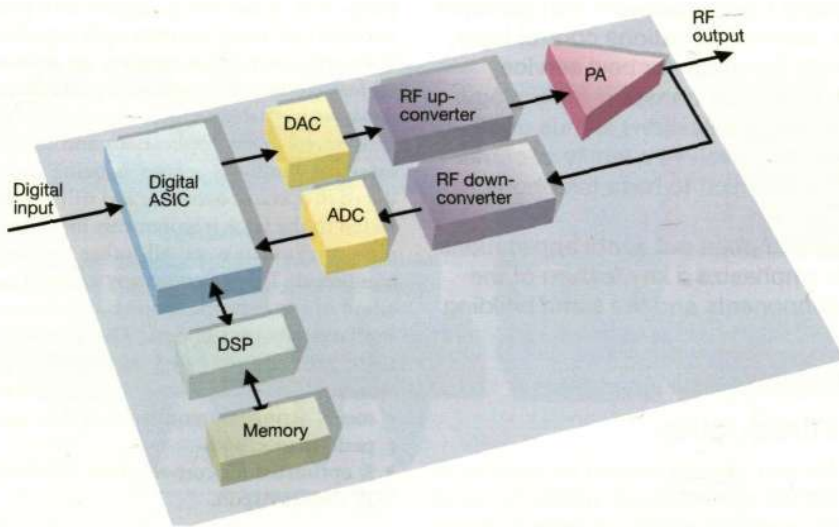 RF
output
PA
RF up-
converter
DAC
Digital
ASIC
RF down-
converter
ADC
Digital
input
DSP
Memory